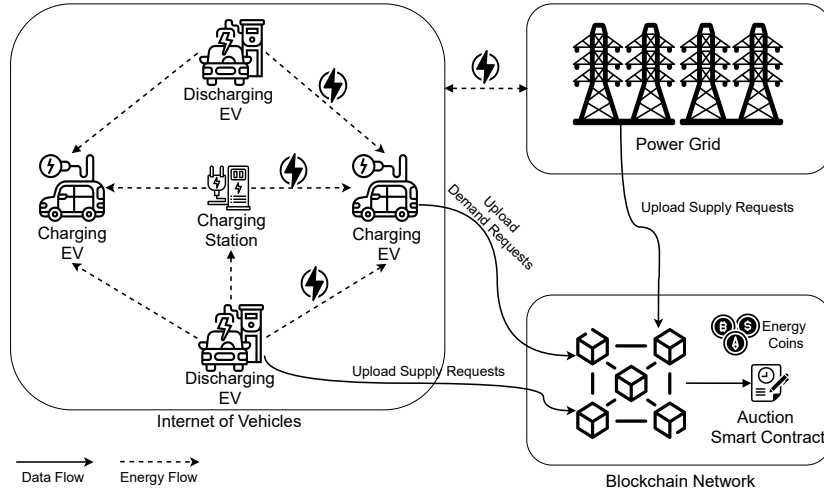 Discharging
EV
Charging
EV
Charging
Station
Charging
EV
Discharging
EV
Internet of Vehicles
Power Grid
Upload
Demand Requests
Upload Supply Requests
Upload Supply Requests
Energy
Coins
Auction
Smart Contract
Blockchain Network
Data Flow
Energy Flow